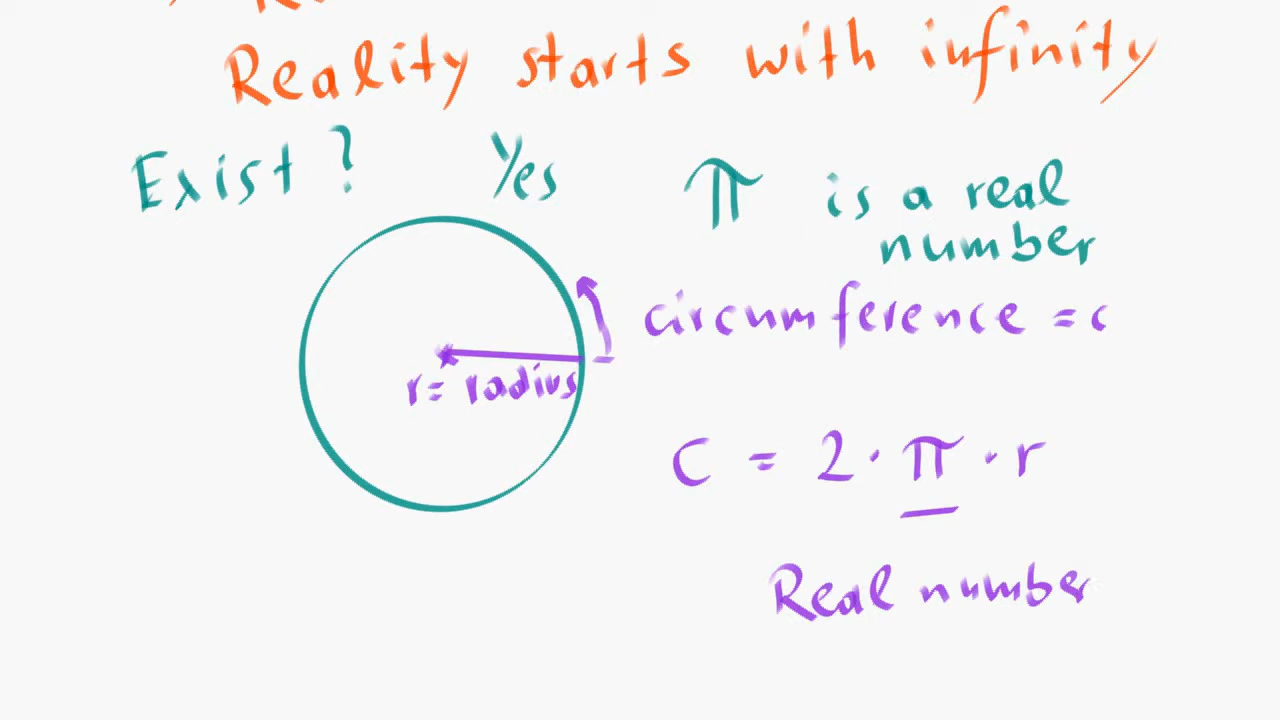 Reality starts with infinity
Exist ? Yes π is a real
number
circumference = c
r = radius
C = 2 · π · r
Real number